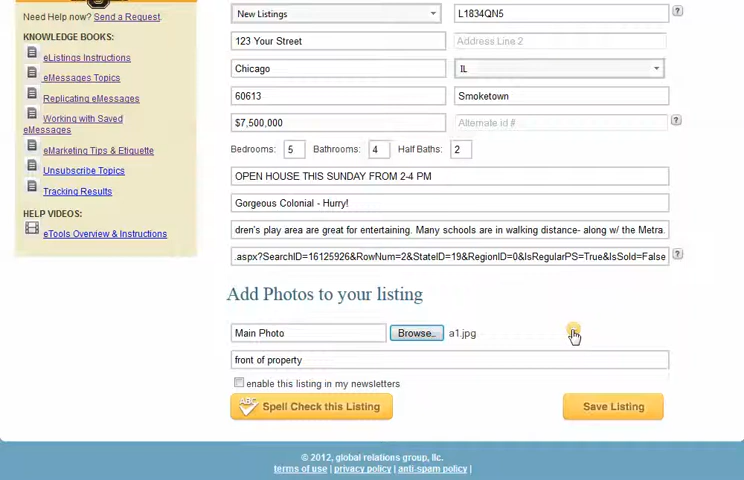 Need Help now? Send a Request.
KNOWLEDGE BOOKS:
eListings Instructions
eMessages Topics
Replicating eMessages
Working with Saved
eMessages
eMarketing Tips & Etiquette
Unsubscribe Topics
Tracking Results
HELP VIDEOS:
eTools Overview & Instructions
New Listings
L1834QN5
?
123 Your Street
Address Line 2
Chicago
IL
60613
Smoketown
$7,500,000
Alternate id #
?
Bedrooms: 5 Bathrooms: 4 Half Baths: 2
OPEN HOUSE THIS SUNDAY FROM 2-4 PM
Gorgeous Colonial - Hurry!
dren's play area are great for entertaining. Many schools are in walking distance- along w/ the Metra.
.aspx?SearchID=16125926&RowNum=2&StateID=19&RegionID=0&IsRegularPS=True&IsSold=False
?
Add Photos to your listing
Main Photo
Browse..
a1.jpg
front of property
enable this listing in my newsletters
ABC
Spell Check this Listing
Save Listing
© 2012, global relations group, llc.
terms of use | privacy policy | anti-spam policy |